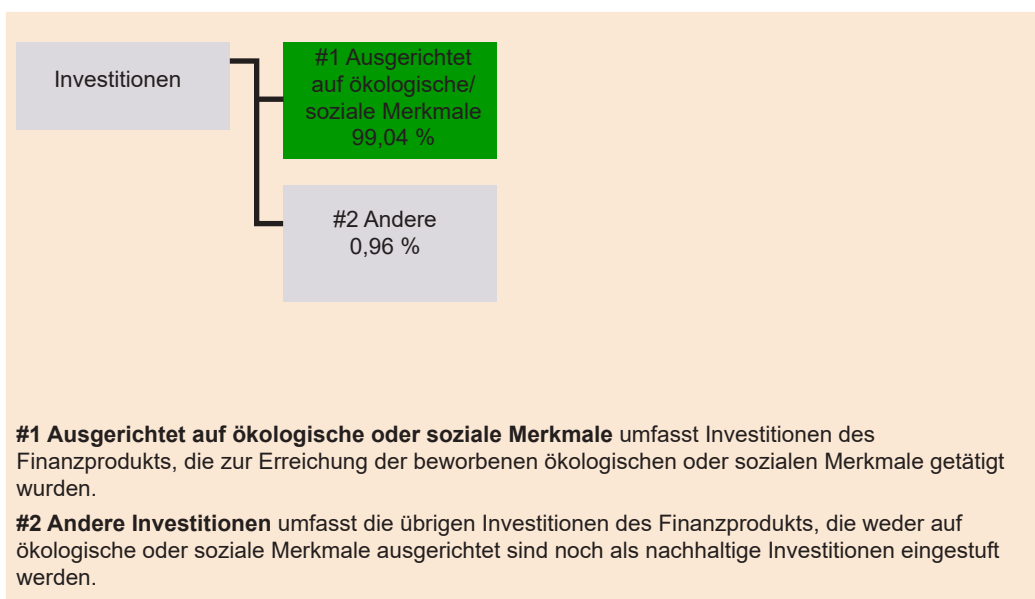 Investitionen
#1 Ausgerichtet
auf ökologische/
soziale Merkmale
99,04 %
#2 Andere
0,96 %
#1 Ausgerichtet auf ökologische oder soziale Merkmale umfasst Investitionen des
Finanzprodukts, die zur Erreichung der beworbenen ökologischen oder sozialen Merkmale getätigt
wurden.
#2 Andere Investitionen umfasst die übrigen Investitionen des Finanzprodukts, die weder auf
ökologische oder soziale Merkmale ausgerichtet sind noch als nachhaltige Investitionen eingestuft
werden.